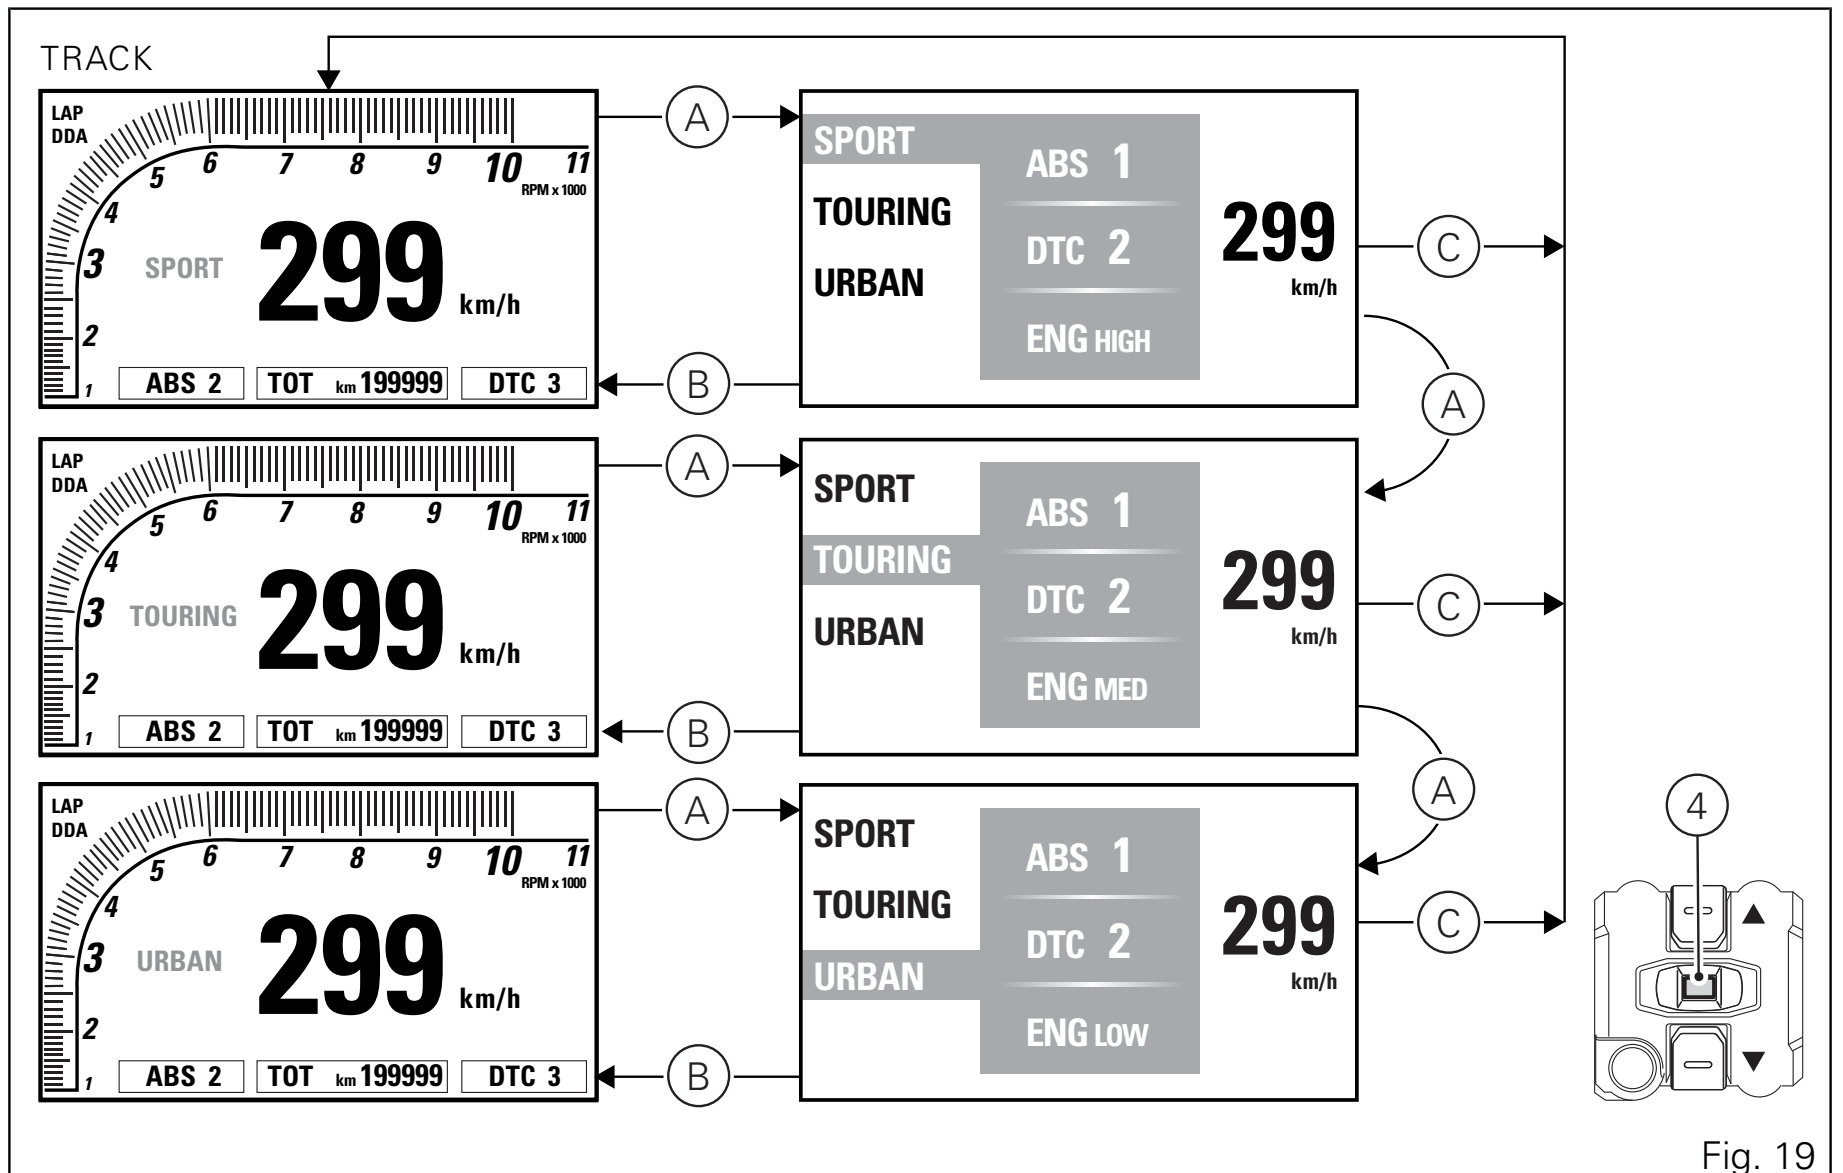 TRACK
LAP
DDA
1 2 3 4 5 6 7 8 9 10 11
RPM x 1000
SPORT 299 km/h
ABS 2 TOT km 199999 DTC 3
A
B
SPORT
TOURING
URBAN
ABS 1
DTC 2
ENG HIGH
299
km/h
C
A
LAP
DDA
1 2 3 4 5 6 7 8 9 10 11
RPM x 1000
TOURING 299 km/h
ABS 2 TOT km 199999 DTC 3
A
B
SPORT
TOURING
URBAN
ABS 1
DTC 2
ENG MED
299
km/h
C
A
LAP
DDA
1 2 3 4 5 6 7 8 9 10 11
RPM x 1000
URBAN 299 km/h
ABS 2 TOT km 199999 DTC 3
A
B
SPORT
TOURING
URBAN
ABS 1
DTC 2
ENG LOW
299
km/h
C
4
Fig. 19